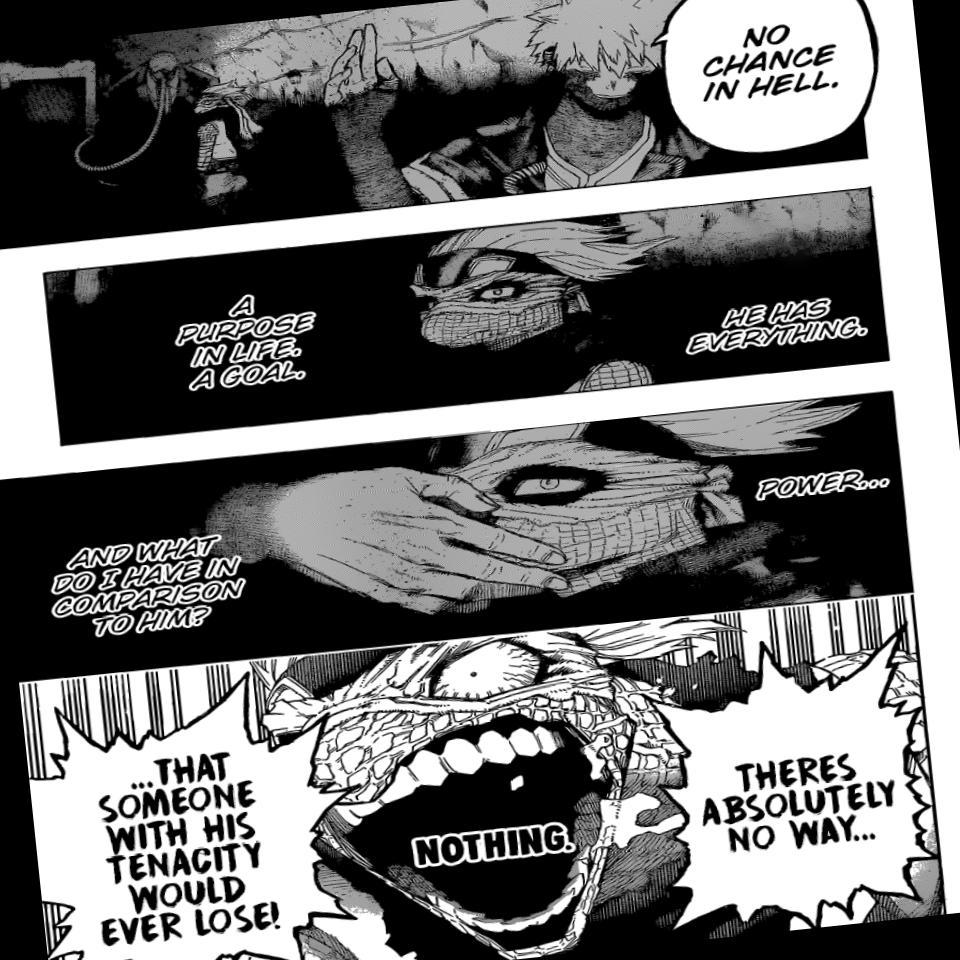 NO
CHANCE
IN HELL.
HE HAS
EVERYTHING.
A
PURPOSE
IN LIFE.
A GOAL.
POWER...
AND WHAT
DO I HAVE IN
COMPARISON
TO HIM?
NOTHING.
THERES
ABSOLUTELY
NO WAY...
...THAT
SOMEONE
WITH HIS
TENACITY
WOULD
EVER LOSE!